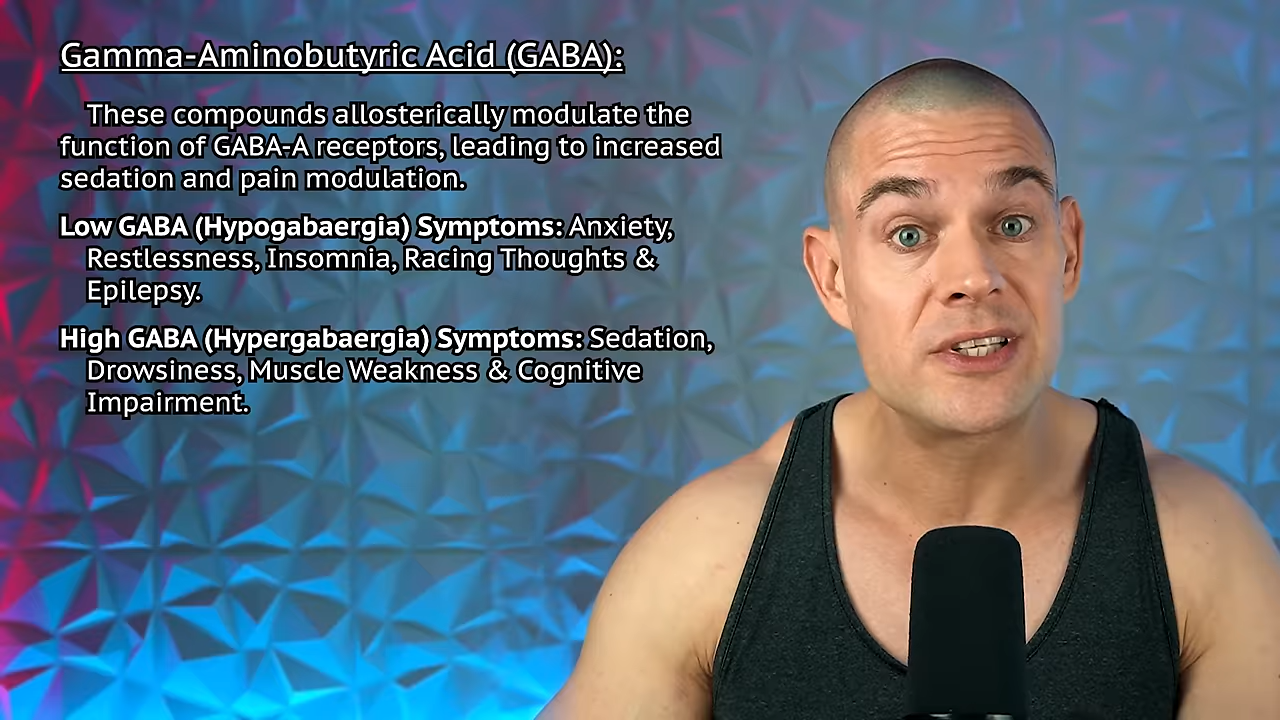 Gamma-Aminobutyric Acid (GABA):
These compounds allosterically modulate the
function of GABA-A receptors, leading to increased
sedation and pain modulation.
Low GABA (Hypogabaergia) Symptoms: Anxiety,
Restlessness, Insomnia, Racing Thoughts &
Epilepsy.
High GABA (Hypergabaergia) Symptoms: Sedation,
Drowsiness, Muscle Weakness & Cognitive
Impairment.